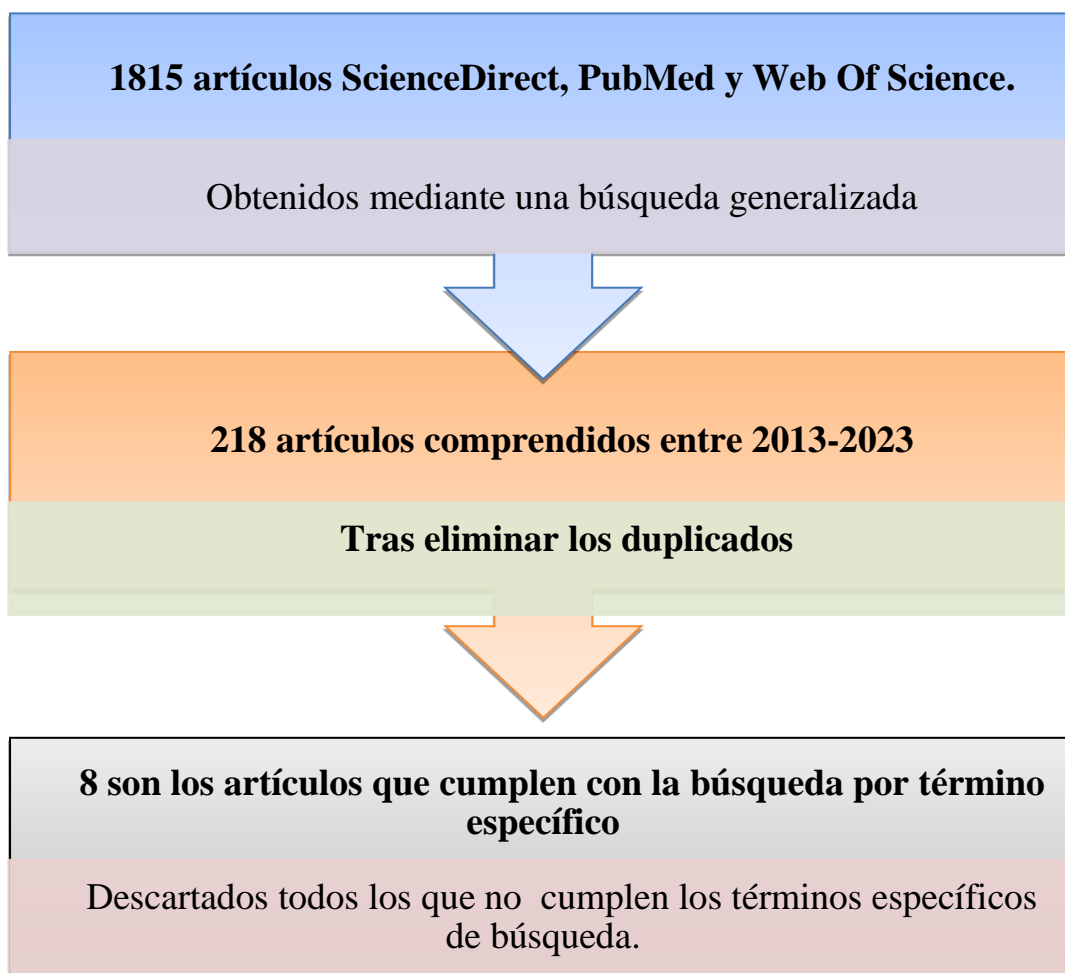 1815 artículos ScienceDirect, PubMed y Web Of Science.
Obtenidos mediante una búsqueda generalizada
218 artículos comprendidos entre 2013-2023
Tras eliminar los duplicados
8 son los artículos que cumplen con la búsqueda por término
específico
Descartados todos los que no  cumplen los términos específicos
de búsqueda.